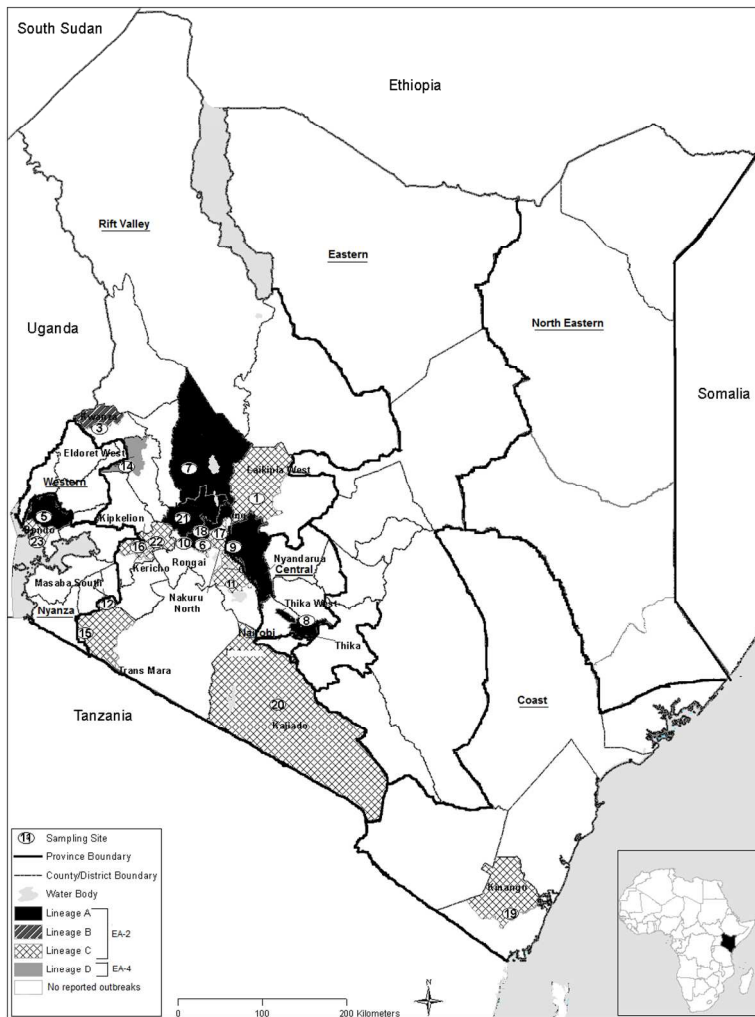 South Sudan
Ethiopia
Rift Valley
Eastern
North Eastern
Uganda
Somalia
3
Eldoret West
14
7
Laikipia West
Western
1
5
Kipkelion
21
23
16
22
10
18
17
6
9
Kericho
Rongai
Nyandarua
Central
Masaba South
11
Nyanza
12
Nakuru
North
Thika West
8
15
Nairobi
Thika
Trans Mara
20
Kajiado
Coast
Tanzania
Kinango
19
11 Sampling Site
Province Boundary
County/District Boundary
Water Body
Lineage A
Lineage B
EA-2
Lineage C
Lineage D
EA-4
No reported outbreaks
N
0 100 200 Kilometers